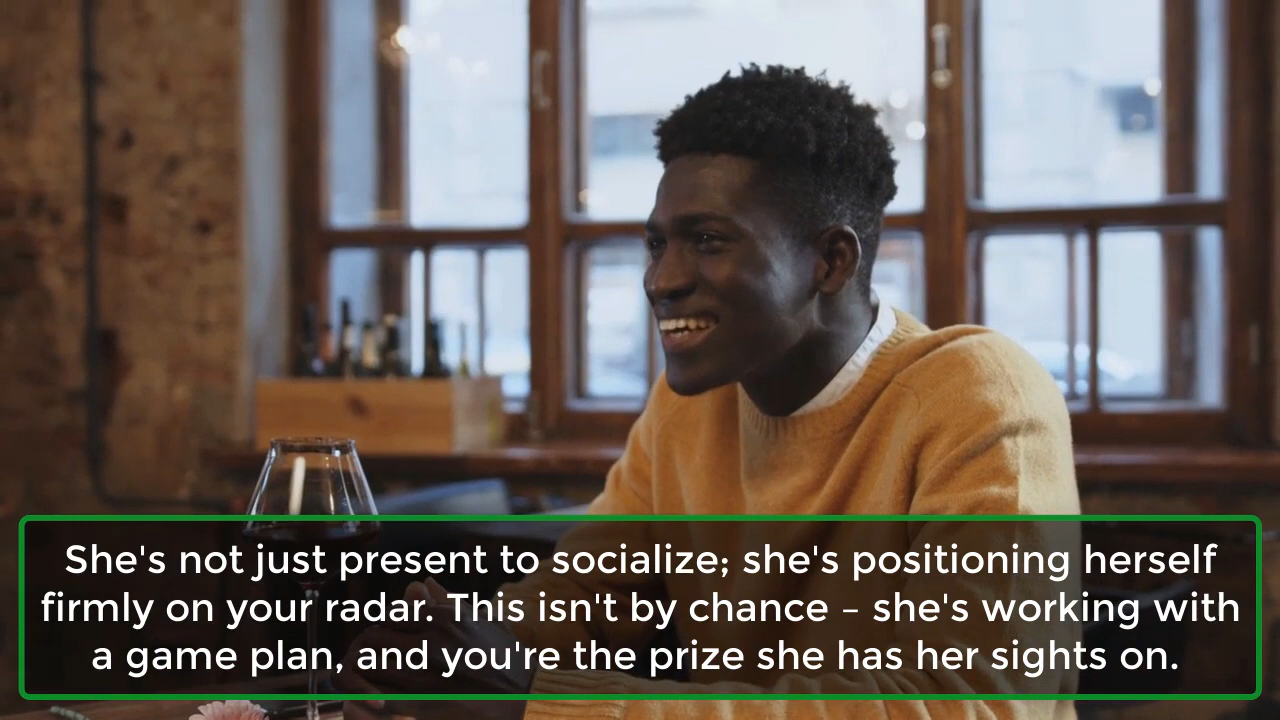 She's not just present to socialize; she's positioning herself
firmly on your radar. This isn't by chance – she's working with
a game plan, and you're the prize she has her sights on.